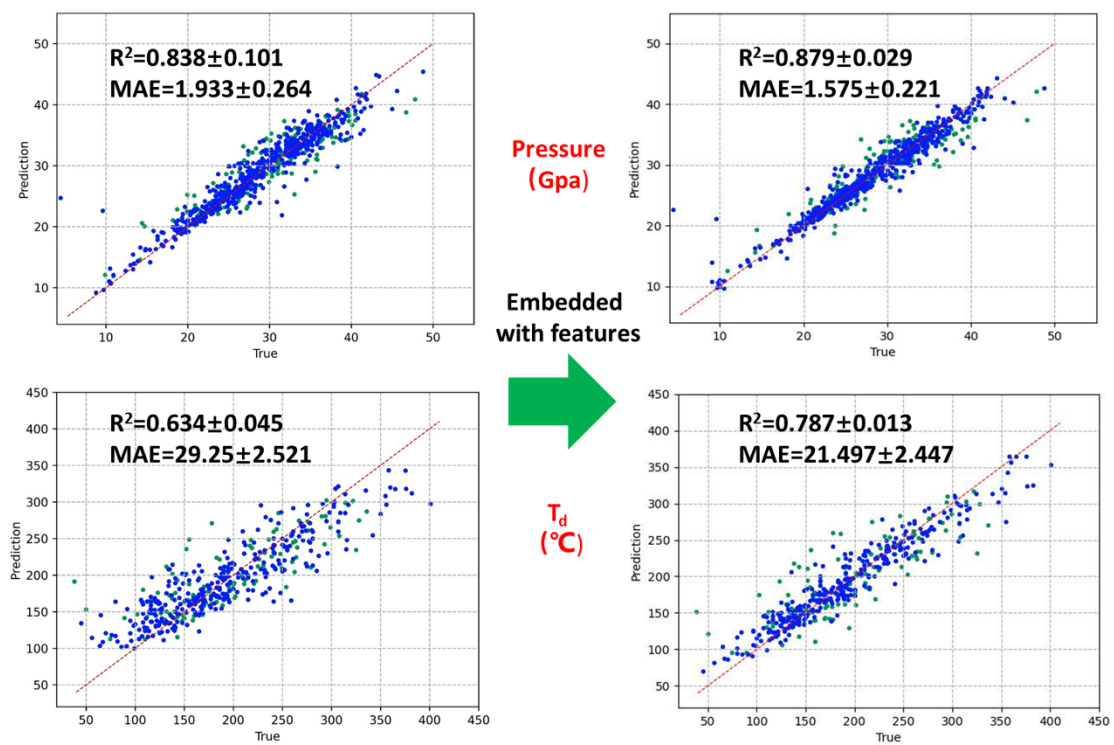 R²=0.838±0.101
MAE=1.933±0.264
50
40
30
20
10
Prediction
0
10
20
30
40
50
True
R²=0.879±0.029
MAE=1.575±0.221
50
40
30
20
10
Prediction
10
20
30
40
50
True
Pressure
(Gpa)
Embedded
with features
R²=0.634±0.045
MAE=29.25±2.521
450
400
350
300
250
200
150
100
50
Prediction
50
100
150
200
250
300
350
400
450
True
T_d
(℃)
R²=0.787±0.013
MAE=21.497±2.447
450
400
350
300
250
200
150
100
50
Prediction
50
100
150
200
250
300
350
400
450
True